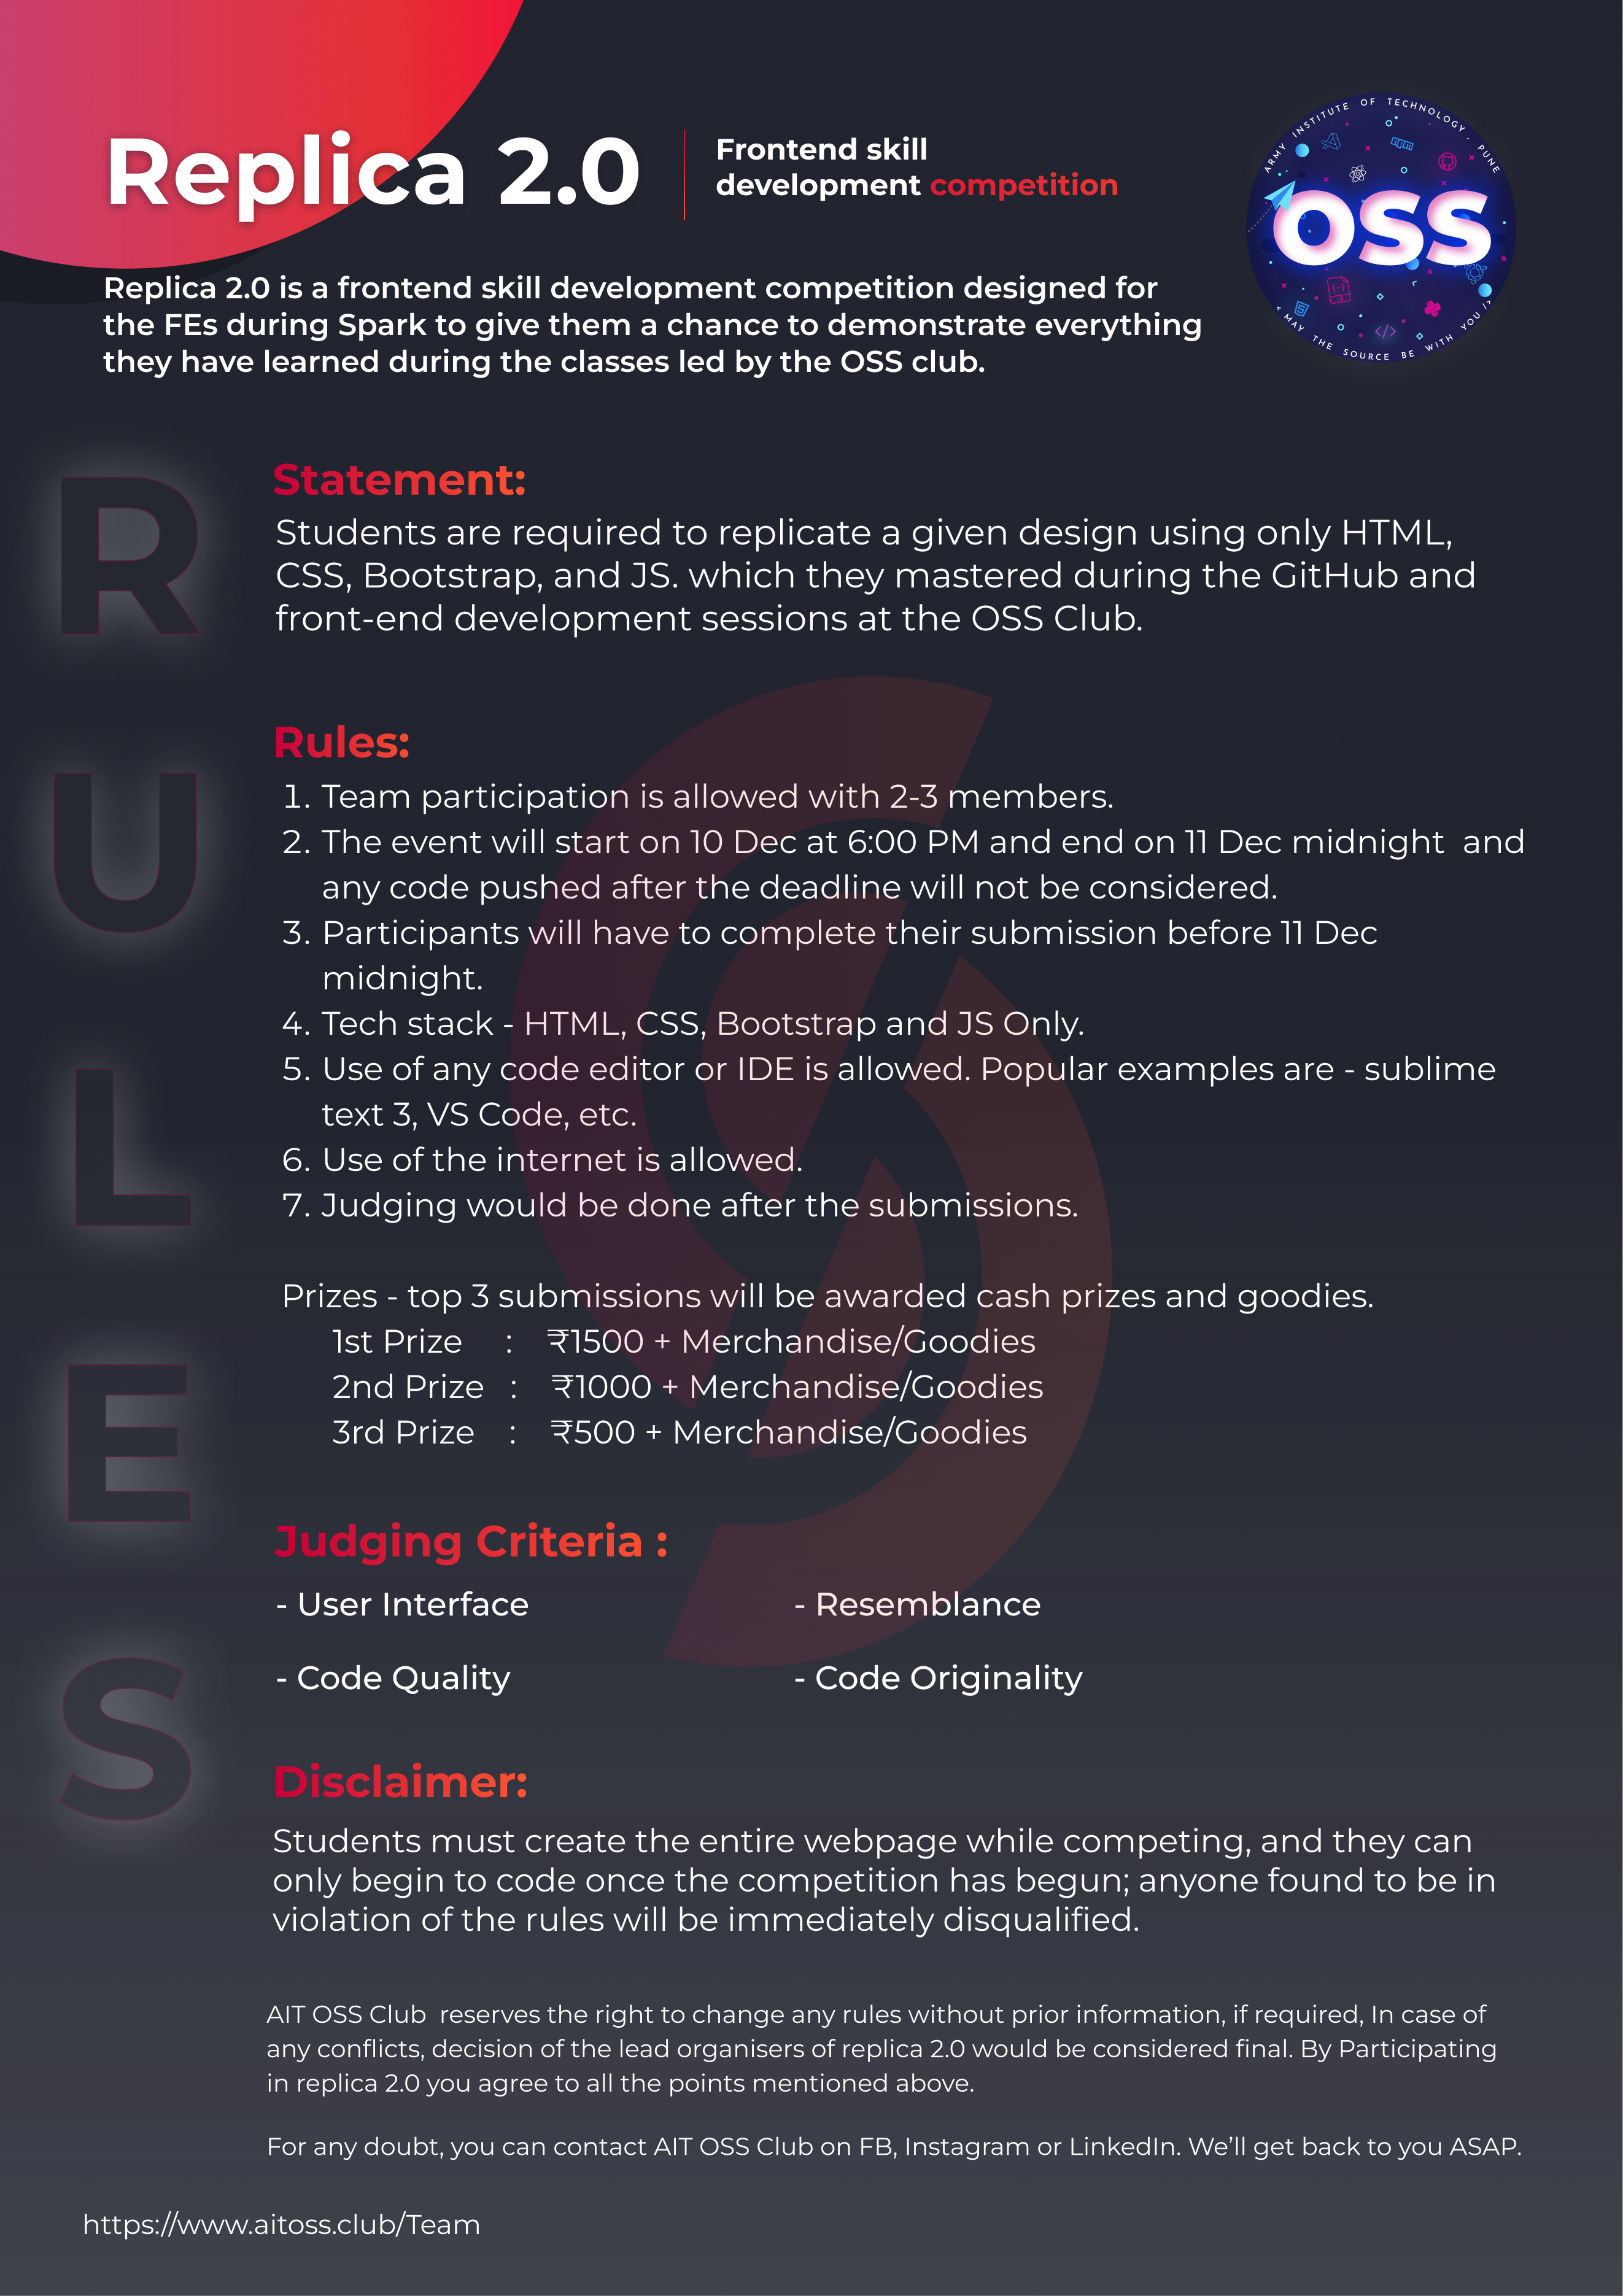 Replica 2.0
Frontend skill
development competition
ARMY INSTITUTE OF TECHNOLOGY, PUNE
OSS
MAY THE SOURCE BE WITH YOU
Replica 2.0 is a frontend skill development competition designed for
the FEs during Spark to give them a chance to demonstrate everything
they have learned during the classes led by the OSS club.
RULES
Statement:
Students are required to replicate a given design using only HTML,
CSS, Bootstrap, and JS. which they mastered during the GitHub and
front-end development sessions at the OSS Club.
Rules:
1. Team participation is allowed with 2-3 members.
2. The event will start on 10 Dec at 6:00 PM and end on 11 Dec midnight  and
any code pushed after the deadline will not be considered.
3. Participants will have to complete their submission before 11 Dec
midnight.
4. Tech stack - HTML, CSS, Bootstrap and JS Only.
5. Use of any code editor or IDE is allowed. Popular examples are - sublime
text 3, VS Code, etc.
6. Use of the internet is allowed.
7. Judging would be done after the submissions.
Prizes - top 3 submissions will be awarded cash prizes and goodies.
1st Prize : ₹1500 + Merchandise/Goodies
2nd Prize : ₹1000 + Merchandise/Goodies
3rd Prize : ₹500 + Merchandise/Goodies
Judging Criteria :
- User Interface - Resemblance
- Code Quality - Code Originality
Disclaimer:
Students must create the entire webpage while competing, and they can
only begin to code once the competition has begun; anyone found to be in
violation of the rules will be immediately disqualified.
AIT OSS Club  reserves the right to change any rules without prior information, if required, In case of
any conflicts, decision of the lead organisers of replica 2.0 would be considered final. By Participating
in replica 2.0 you agree to all the points mentioned above.
For any doubt, you can contact AIT OSS Club on FB, Instagram or LinkedIn. We'll get back to you ASAP.
https://www.aitoss.club/Team